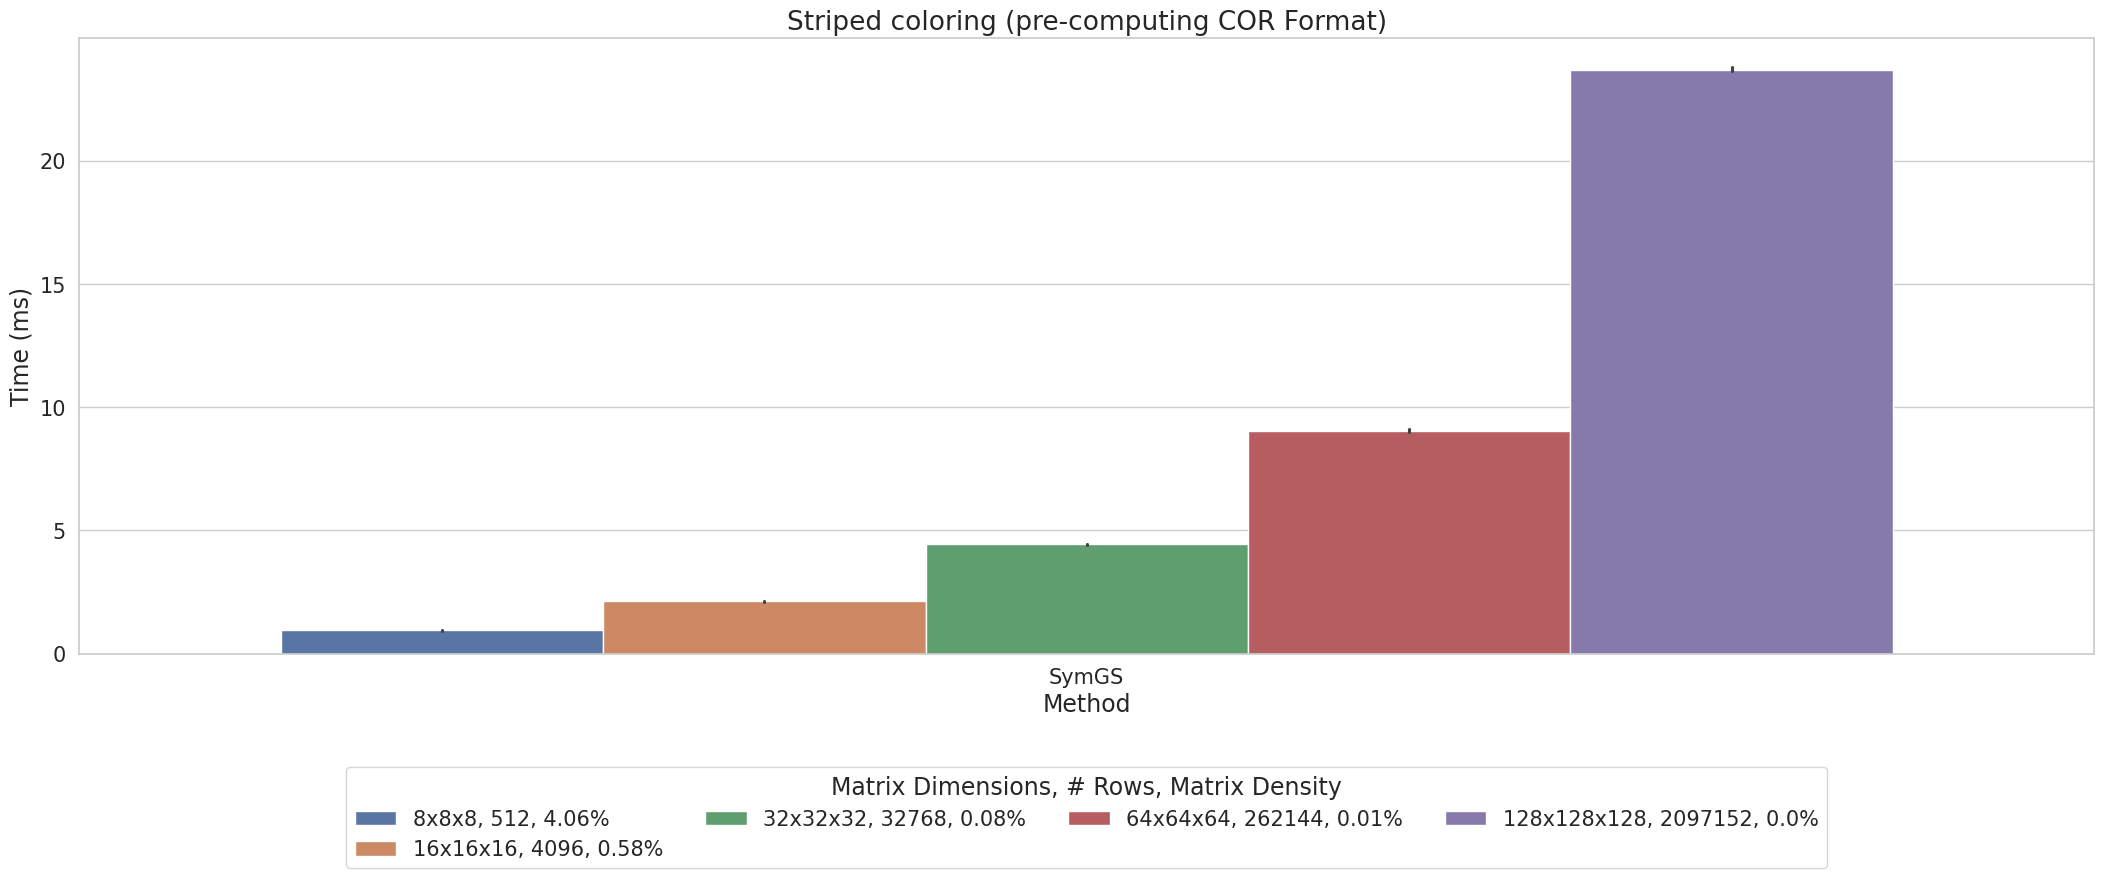 Striped coloring (pre-computing COR Format)
Time (ms)
20
15
10
5
0
SymGS
Method
Matrix Dimensions, # Rows, Matrix Density
8x8x8, 512, 4.06%
16x16x16, 4096, 0.58%
32x32x32, 32768, 0.08%
64x64x64, 262144, 0.01%
128x128x128, 2097152, 0.0%